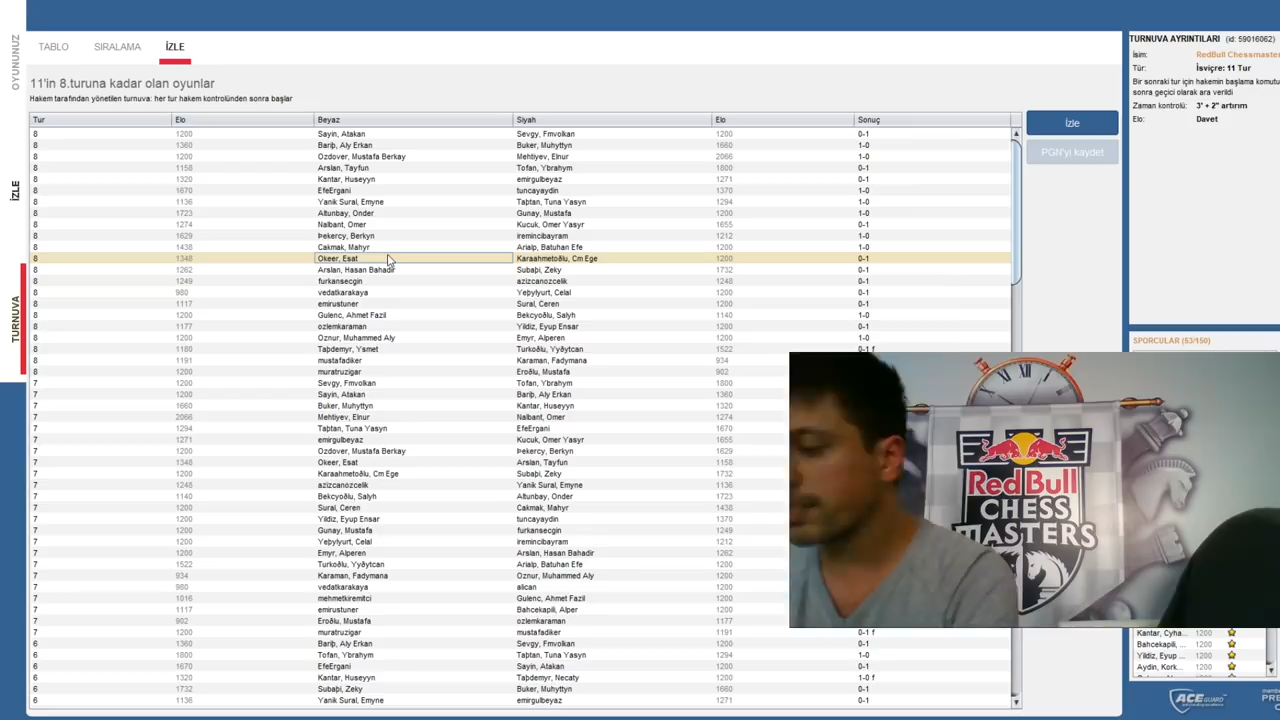 OYUNUNUZ
İZLE
TURNUVA
TABLO SIRALAMA İZLE
11'in 8.turuna kadar olan oyunlar
Hakem tarafından yönetilen turnuva: her tur hakem kontrolünden sonra başlar
Tur Elo Beyaz Siyah Elo Sonuç
8 1200 Sayin, Atakan Sevgy, Fmvolkan 1200 0-1
8 1360 Bariþ, Aly Erkan Buker, Muhyttyn 1660 1-0
8 1200 Ozdover, Mustafa Berkay Mehtiyev, Elnur 2066 0-1
8 1158 Arslan, Tayfun Tofan, Ybrahym 1800 0-1
8 1320 Kantar, Huseyyn emirgulbeyaz 1271 0-1
8 1670 EfeErgani tuncayaydin 1370 1-0
8 1136 Yanik Sural, Emyne Taþtan, Tuna Yasyn 1294 1-0
8 1723 Altunbay, Onder Gunay, Mustafa 1200 1-0
8 1274 Nalbant, Omer Kucuk, Omer Yasyr 1655 0-1
8 1629 Þekercy, Berkyn iremincibayram 1212 1-0
8 1438 Cakmak, Mahyr Arialp, Batuhan Efe 1200 1-0
8 1348 Okeer, Esat Karaahmetoðlu, Cm Ege 1200 0-1
8 1262 Arslan, Hasan Bahadir Subaþi, Zeky 1732 0-1
8 1249 furkansecgin azizcanozcelik 1248 0-1
8 980 vedatkarakaya Yeþylyurt, Celal 1200 0-1
8 1117 emirustuner Sural, Ceren 1200 0-1
8 1200 Gulenc, Ahmet Fazil Bekcyoðlu, Salyh 1140 1-0
8 1177 ozlemkaraman Yildiz, Eyup Ensar 1200 0-1
8 1200 Oznur, Muhammed Aly Emyr, Alperen 1200 0-1
8 1180 Taþdemyr, Ysmet Turkoðlu, Yyðytcan 1522 0-1 f
8 1191 mustafadiker Karaman, Fadymana 934
8 1200 muratruzigar Eroðlu, Mustafa 902
7 1200 Sevgy, Fmvolkan Tofan, Ybrahym 1800
7 1200 Sayin, Atakan Bariþ, Aly Erkan 1360
7 1660 Buker, Muhyttyn Kantar, Huseyyn 1320
7 2066 Mehtiyev, Elnur Nalbant, Omer 1274
7 1294 Taþtan, Tuna Yasyn EfeErgani 1670
7 1271 emirgulbeyaz Kucuk, Omer Yasyr 1655
7 1200 Ozdover, Mustafa Berkay Þekercy, Berkyn 1629
7 1348 Okeer, Esat Arslan, Tayfun 1158
7 1200 Karaahmetoðlu, Cm Ege Subaþi, Zeky 1732
7 1248 azizcanozcelik Yanik Sural, Emyne 1136
7 1140 Bekcyoðlu, Salyh Altunbay, Onder 1723
7 1200 Sural, Ceren Cakmak, Mahyr 1438
7 1200 Yildiz, Eyup Ensar tuncayaydin 1370
7 1200 Gunay, Mustafa furkansecgin 1249
7 1200 Yeþylyurt, Celal iremincibayram 1212
7 1200 Emyr, Alperen Arslan, Hasan Bahadir 1262
7 1522 Turkoðlu, Yyðytcan Arialp, Batuhan Efe 1200
7 934 Karaman, Fadymana Oznur, Muhammed Aly 1200
7 980 vedatkarakaya alican 1200
7 1016 mehmetkiremitci Gulenc, Ahmet Fazil 1200
7 1117 emirustuner Bahcekapili, Alper 1200
7 902 Eroðlu, Mustafa ozlemkaraman 1177
7 1200 muratruzigar mustafadiker 1191 0-1 f
6 1360 Bariþ, Aly Erkan Sevgy, Fmvolkan 1200 0-1
6 1800 Tofan, Ybrahym Taþtan, Tuna Yasyn 1294 1-0
6 1670 EfeErgani Sayin, Atakan 1200 0-1
6 1320 Kantar, Huseyyn Taþdemyr, Necaty 1200 1-0 f
6 1732 Subaþi, Zeky Buker, Muhyttyn 1660 0-1
6 1136 Yanik Sural, Emyne emirgulbeyaz 1271 0-1
İzle
PGN'yi kaydet
TURNUVA AYRINTILARI (id: 59016062)
İsim: RedBull Chessmaster
Tür: İsviçre: 11 Tur
Bir sonraki tur için hakemin başlama komutu
sonra geçici olarak ara verildi
Zaman kontrolü: 3' + 2" artırım
Elo: Davet
SPORCULAR (53/150)
XII
RedBull
CHESS
MASTERS
Kantar, Cyha... 1200
Bahcekapili, ... 1200
Yildiz, Eyup ... 1200
Aydin, Kork... 1200
ACEGUARD